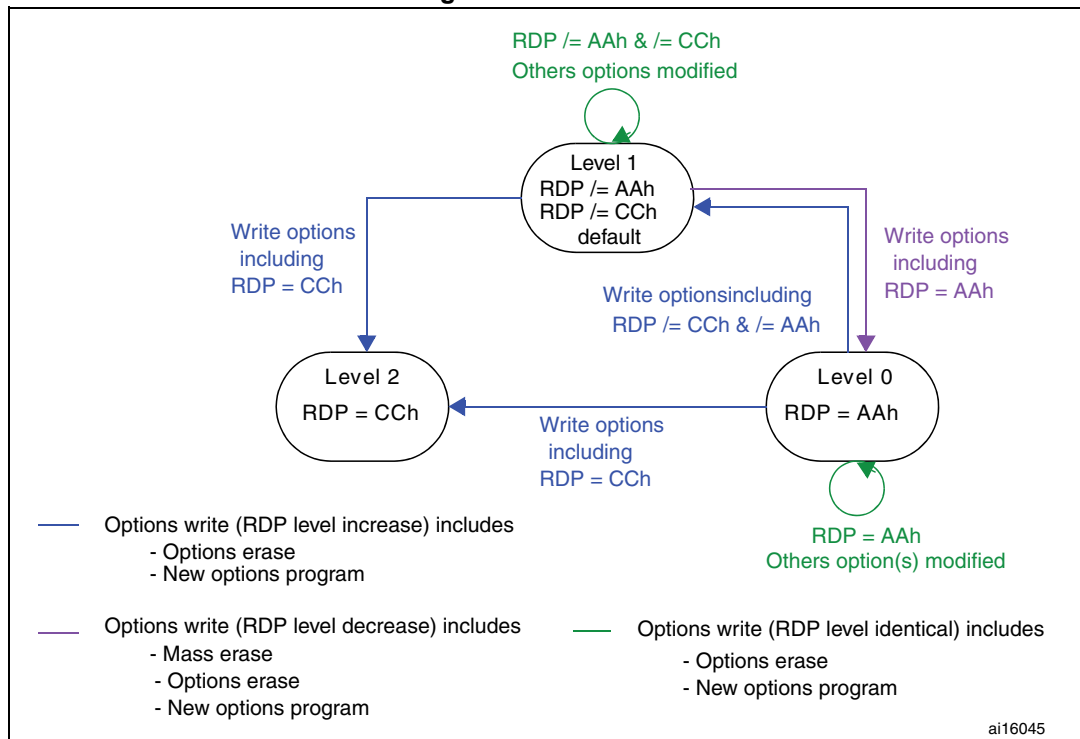 RDP /= AAh & /= CCh
Others options modified
Level 1
RDP /= AAh
RDP /= CCh
default
Write options
including
RDP = CCh
Write options
including
RDP = AAh
Write optionsincluding
RDP /= CCh & /= AAh
Level 2
RDP = CCh
Level 0
RDP = AAh
Write options
including
RDP = CCh
RDP = AAh
Others option(s) modified
Options write (RDP level increase) includes
- Options erase
- New options program
Options write (RDP level decrease) includes
- Mass erase
- Options erase
- New options program
Options write (RDP level identical) includes
- Options erase
- New options program
ai16045